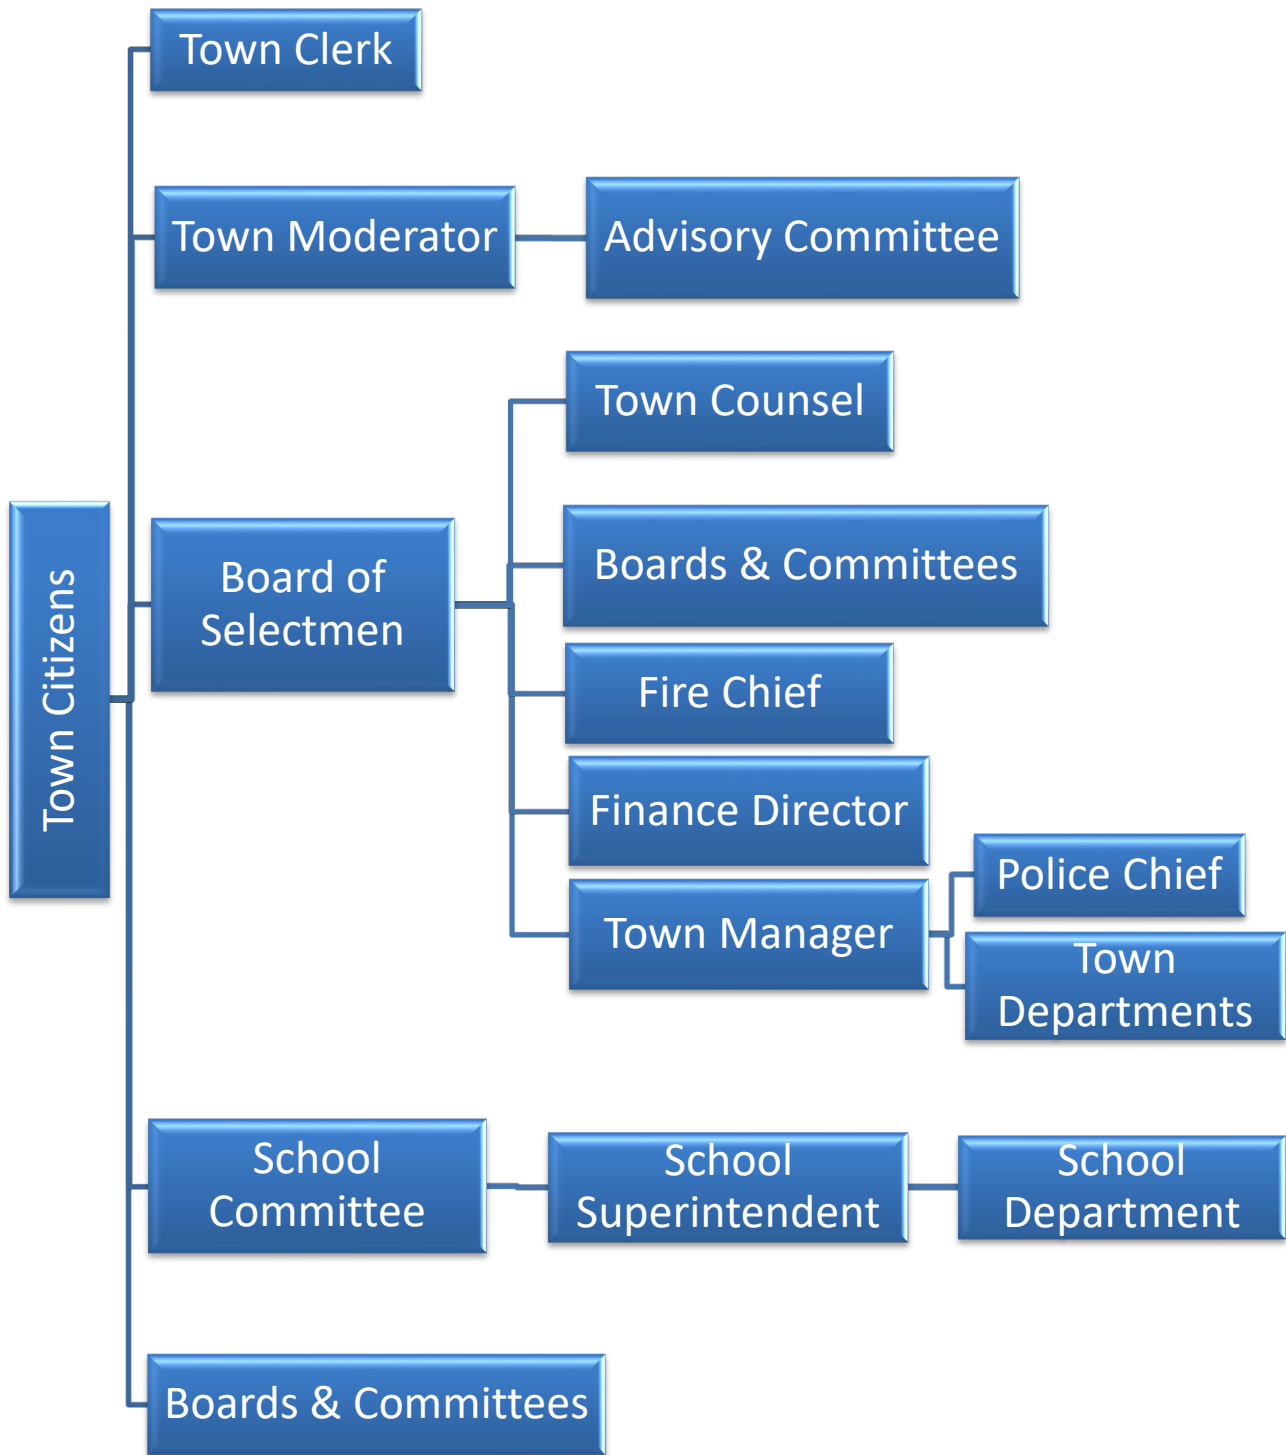 Town Citizens
Town Clerk
Town Moderator
Advisory Committee
Board of
Selectmen
Town Counsel
Boards & Committees
Fire Chief
Finance Director
Town Manager
Police Chief
Town
Departments
School
Committee
School
Superintendent
School
Department
Boards & Committees